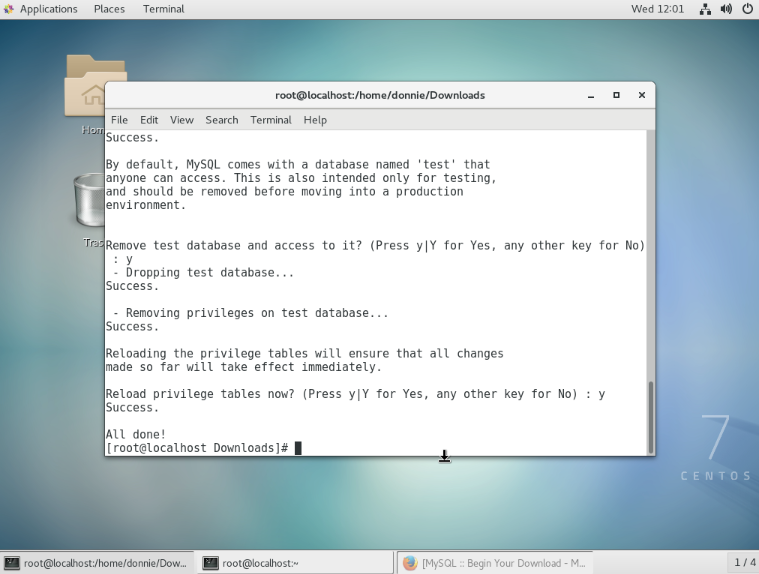 Applications Places Terminal Wed 12:01
root@localhost:/home/donnie/Downloads
File Edit View Search Terminal Help
Success.
By default, MySQL comes with a database named 'test' that
anyone can access. This is also intended only for testing,
and should be removed before moving into a production
environment.
Remove test database and access to it? (Press y|Y for Yes, any other key for No)
: y
- Dropping test database...
Success.
- Removing privileges on test database...
Success.
Reloading the privilege tables will ensure that all changes
made so far will take effect immediately.
Reload privilege tables now? (Press y|Y for Yes, any other key for No) : y
Success.
All done!
[root@localhost Downloads]#
7
CENTOS
root@localhost:/home/donnie/Dow... root@localhost:~ [MySQL :: Begin Your Download - M... 1 / 4